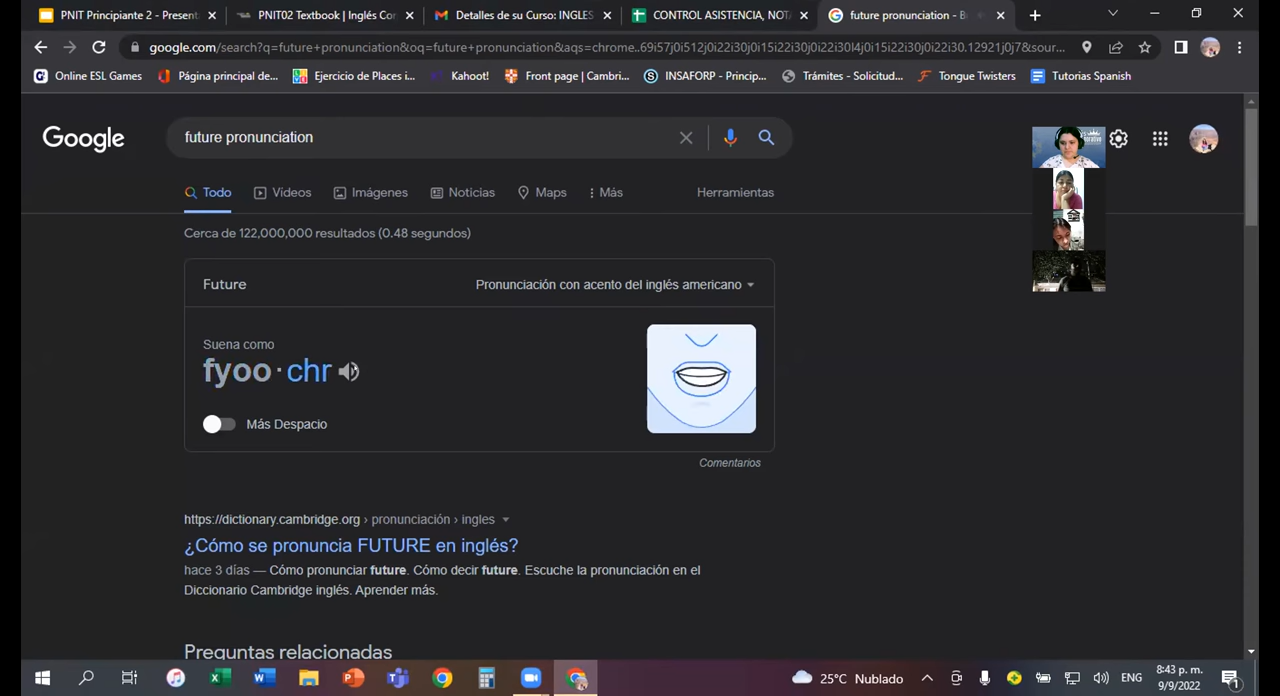 PNIT Principiante 2 - Present
PNIT02 Textbook | Inglés Cor
Detalles de su Curso: INGLES
CONTROL ASISTENCIA, NOTA
future pronunciation - B
google.com/search?q=future+pronunciation&oq=future+pronunciation&aqs=chrome..69i57j0i512j0i22i30j0i15i22i30j0i22i30l4j0i15i22i30j0i22i30.12921j0j7&sour...
Online ESL Games
Página principal de...
Ejercicio de Places i...
Kahoot!
Front page | Cambri...
INSAFORP - Princip...
Trámites - Solicitud...
Tongue Twisters
Tutorias Spanish
Google
future pronunciation
Todo
Videos
Imágenes
Noticias
Maps
Más
Herramientas
Cerca de 122,000,000 resultados (0.48 segundos)
Future
Pronunciación con acento del inglés americano
Suena como
fyoo·chr
Más Despacio
Comentarios
https://dictionary.cambridge.org › pronunciación › ingles
¿Cómo se pronuncia FUTURE en inglés?
hace 3 días — Cómo pronunciar future. Cómo decir future. Escuche la pronunciación en el
Diccionario Cambridge inglés. Aprender más.
Preguntas relacionadas
25°C Nublado
ENG
8:43 p. m.
9/9/2022